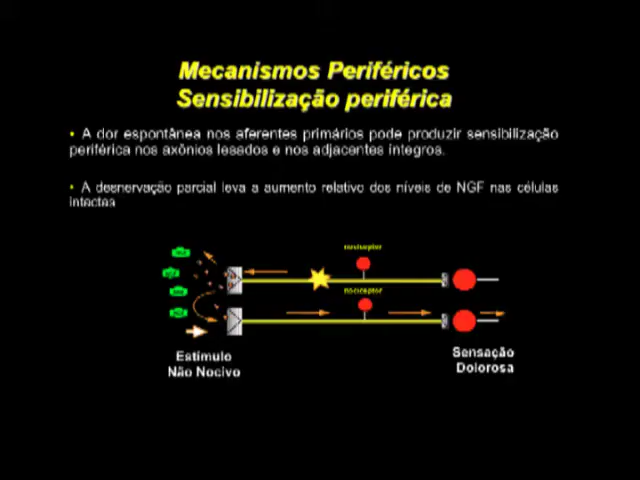 Mecanismos Periféricos
Sensibilização periférica
• A dor espontânea nos aferentes primários pode produzir sensibilização
periférica nos axônios lesados e nos adjacentes íntegros.
• A desnervação parcial leva a aumento relativo dos níveis de NGF nas células
intactas
nociceptor
nociceptor
Estímulo
Não Nocivo
Sensação
Dolorosa